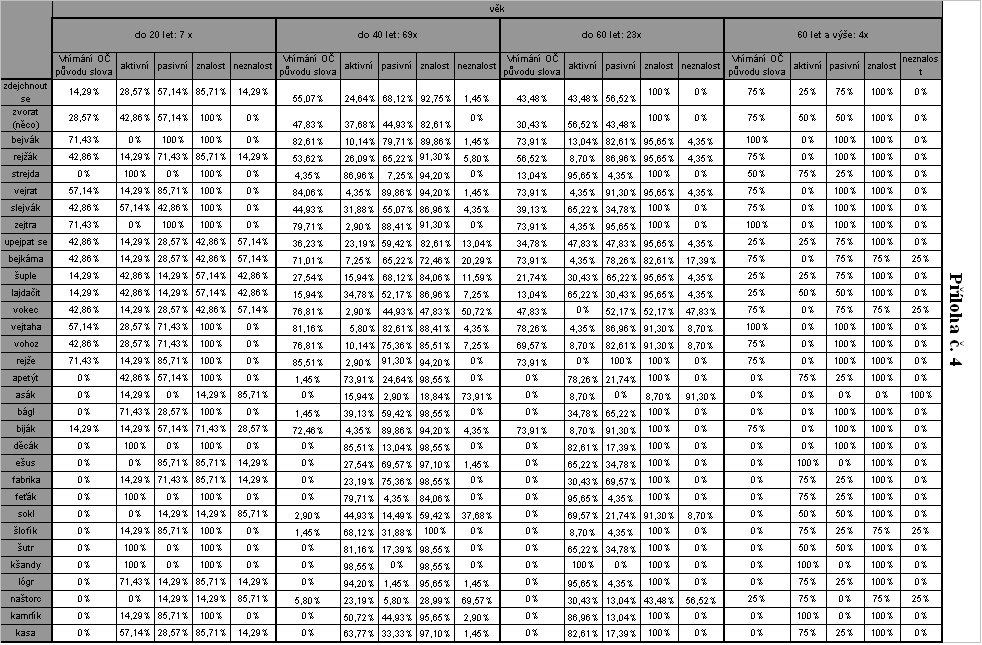 věk
do 20 let: 7 x do 40 let: 69x do 60 let: 23x 60 let a výše: 4x
Vnímání OČ původu slova aktivní pasivní znalost neznalost Vnímání OČ původu slova aktivní pasivní znalost neznalost Vnímání OČ původu slova aktivní pasivní znalost neznalost Vnímání OČ původu slova aktivní pasivní znalost neznalost
zdejchnout se 14,29% 28,57% 57,14% 85,71% 14,29% 55,07% 24,64% 68,12% 92,75% 1,45% 43,48% 43,48% 56,52% 100% 0% 75% 25% 75% 100% 0%
zvorat (něco) 28,57% 42,86% 57,14% 100% 0% 47,83% 37,68% 44,93% 82,61% 0% 30,43% 56,52% 43,48% 100% 0% 75% 50% 50% 100% 0%
bejvák 71,43% 0% 100% 100% 0% 82,61% 10,14% 79,71% 89,86% 1,45% 73,91% 13,04% 82,61% 95,65% 4,35% 100% 0% 100% 100% 0%
rejžák 42,86% 14,29% 71,43% 85,71% 14,29% 53,62% 26,09% 65,22% 91,30% 5,80% 56,52% 8,70% 86,96% 95,65% 4,35% 75% 0% 100% 100% 0%
strejda 0% 100% 0% 100% 0% 4,35% 86,96% 7,25% 94,20% 0% 13,04% 95,65% 4,35% 100% 0% 50% 75% 25% 100% 0%
vejrat 57,14% 14,29% 85,71% 100% 0% 84,06% 4,35% 89,86% 94,20% 1,45% 73,91% 4,35% 91,30% 95,65% 4,35% 75% 0% 100% 100% 0%
slejvák 42,86% 57,14% 42,86% 100% 0% 44,93% 31,88% 55,07% 86,96% 4,35% 39,13% 65,22% 34,78% 100% 0% 75% 0% 100% 100% 0%
zejtra 71,43% 0% 100% 100% 0% 79,71% 2,90% 88,41% 91,30% 0% 73,91% 4,35% 95,65% 100% 0% 75% 0% 100% 100% 0%
upejpat se 42,86% 14,29% 28,57% 42,86% 57,14% 36,23% 23,19% 59,42% 82,61% 13,04% 34,78% 47,83% 47,83% 95,65% 4,35% 25% 25% 75% 100% 0%
bejkárna 42,86% 14,29% 28,57% 42,86% 57,14% 71,01% 7,25% 65,22% 72,46% 20,29% 73,91% 4,35% 78,26% 82,61% 17,39% 75% 0% 75% 75% 25%
šuple 14,29% 42,86% 14,29% 57,14% 42,86% 27,54% 15,94% 68,12% 84,06% 11,59% 21,74% 30,43% 65,22% 95,65% 4,35% 25% 25% 75% 100% 0%
lajdačit 14,29% 42,86% 14,29% 57,14% 42,86% 15,94% 34,78% 52,17% 86,96% 7,25% 13,04% 65,22% 30,43% 95,65% 4,35% 25% 50% 50% 100% 0%
vokec 42,86% 14,29% 28,57% 42,86% 57,14% 76,81% 2,90% 44,93% 47,83% 50,72% 47,83% 0% 52,17% 52,17% 47,83% 75% 0% 75% 75% 25%
vejtaha 57,14% 28,57% 71,43% 100% 0% 81,16% 5,80% 82,61% 88,41% 4,35% 78,26% 4,35% 86,96% 91,30% 8,70% 100% 0% 100% 100% 0%
vohoz 42,86% 28,57% 71,43% 100% 0% 76,81% 10,14% 75,36% 85,51% 7,25% 69,57% 8,70% 82,61% 91,30% 8,70% 75% 0% 100% 100% 0%
rejže 71,43% 14,29% 85,71% 100% 0% 85,51% 2,90% 91,30% 94,20% 0% 73,91% 0% 100% 100% 0% 75% 0% 100% 100% 0%
apetýt 0% 42,86% 57,14% 100% 0% 1,45% 73,91% 24,64% 98,55% 0% 0% 78,26% 21,74% 100% 0% 0% 75% 25% 100% 0%
asák 0% 14,29% 0% 14,29% 85,71% 0% 15,94% 2,90% 18,84% 73,91% 0% 8,70% 0% 8,70% 91,30% 0% 0% 0% 0% 100%
bágl 0% 71,43% 28,57% 100% 0% 1,45% 39,13% 59,42% 98,55% 0% 0% 34,78% 65,22% 100% 0% 0% 0% 100% 100% 0%
biják 14,29% 14,29% 57,14% 71,43% 28,57% 72,46% 4,35% 89,86% 94,20% 4,35% 73,91% 8,70% 91,30% 100% 0% 75% 0% 100% 100% 0%
děcák 0% 100% 0% 100% 0% 0% 85,51% 13,04% 98,55% 0% 0% 82,61% 17,39% 100% 0% 0% 0% 100% 100% 0%
ešus 0% 0% 85,71% 85,71% 14,29% 0% 27,54% 69,57% 97,10% 1,45% 0% 65,22% 34,78% 100% 0% 0% 100% 0% 100% 0%
fabrika 0% 14,29% 71,43% 85,71% 14,29% 0% 23,19% 75,36% 98,55% 0% 0% 30,43% 69,57% 100% 0% 0% 75% 25% 100% 0%
feťák 0% 100% 0% 100% 0% 0% 79,71% 4,35% 84,06% 0% 0% 95,65% 4,35% 100% 0% 0% 75% 25% 100% 0%
sokl 0% 0% 14,29% 14,29% 85,71% 2,90% 44,93% 14,49% 59,42% 37,68% 0% 69,57% 21,74% 91,30% 8,70% 0% 50% 50% 100% 0%
šlofík 0% 14,29% 85,71% 100% 0% 1,45% 68,12% 31,88% 100% 0% 0% 8,70% 4,35% 100% 0% 0% 75% 25% 75% 25%
šutr 0% 100% 0% 100% 0% 0% 81,16% 17,39% 98,55% 0% 0% 65,22% 34,78% 100% 0% 0% 50% 50% 100% 0%
kšandy 0% 100% 0% 100% 0% 0% 98,55% 0% 98,55% 0% 0% 100% 0% 100% 0% 0% 100% 0% 100% 0%
lógr 0% 71,43% 14,29% 85,71% 14,29% 0% 94,20% 1,45% 95,65% 1,45% 0% 95,65% 4,35% 100% 0% 0% 75% 25% 100% 0%
naštorc 0% 0% 14,29% 14,29% 85,71% 5,80% 23,19% 5,80% 28,99% 69,57% 0% 30,43% 13,04% 43,48% 56,52% 25% 75% 0% 75% 25%
kamrlík 0% 14,29% 85,71% 100% 0% 0% 50,72% 44,93% 95,65% 2,90% 0% 86,96% 13,04% 100% 0% 0% 75% 25% 100% 0%
kasa 0% 57,14% 28,57% 85,71% 14,29% 0% 63,77% 33,33% 97,10% 1,45% 0% 82,61% 17,39% 100% 0% 0% 75% 25% 100% 0%
Příloha č. 4